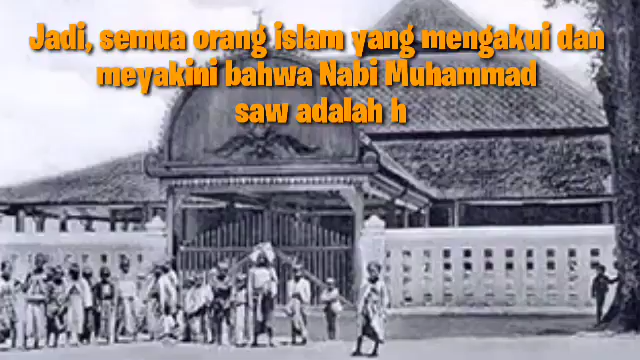 Jadi, semua orang islam yang mengakui dan
meyakini bahwa Nabi Muhammad
saw adalah h